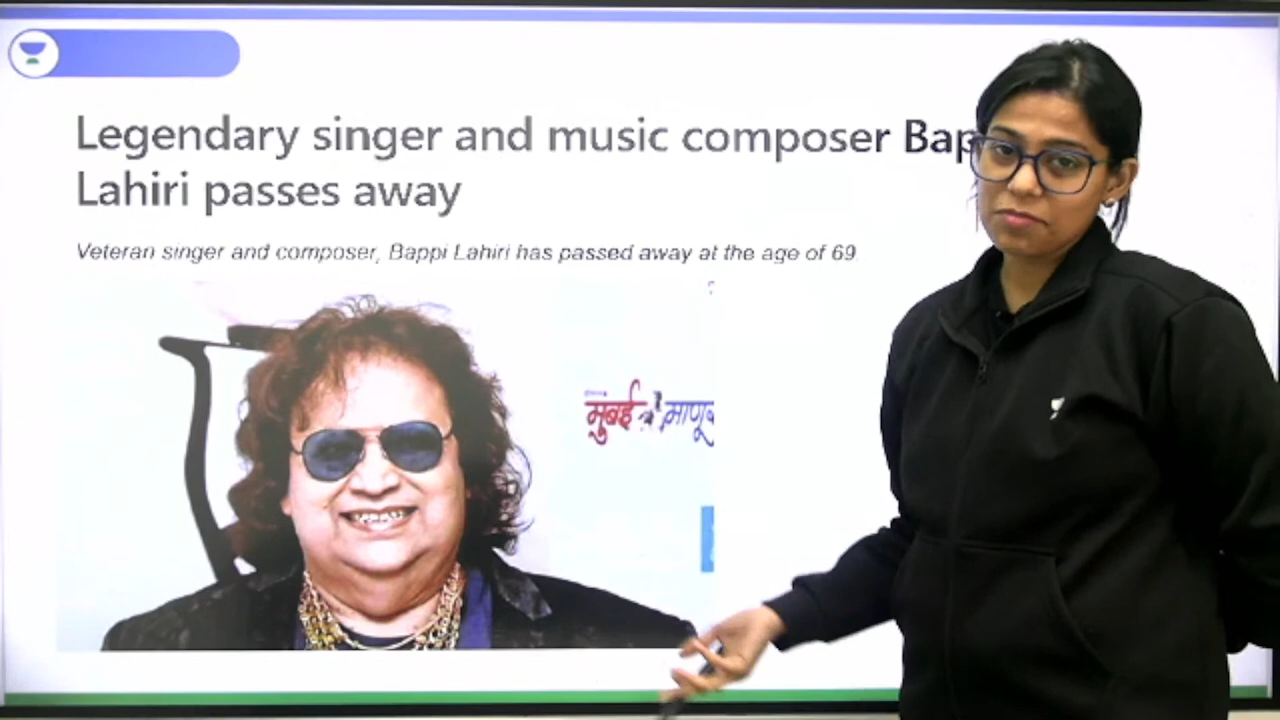 Legendary singer and music composer Bap
Lahiri passes away
Veteran singer and composer, Bappi Lahiri has passed away at the age of 69.
मुंबई